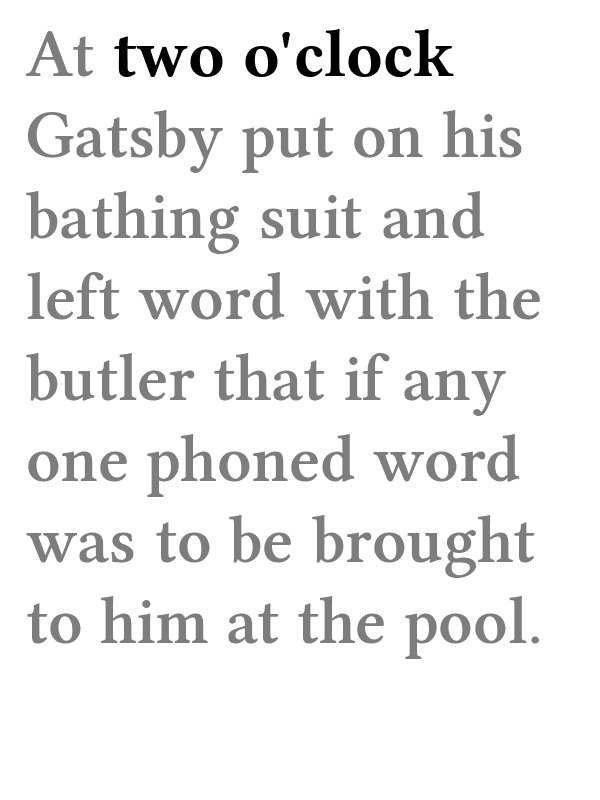 At two o'clock
Gatsby put on his
bathing suit and
left word with the
butler that if any
one phoned word
was to be brought
to him at the pool.